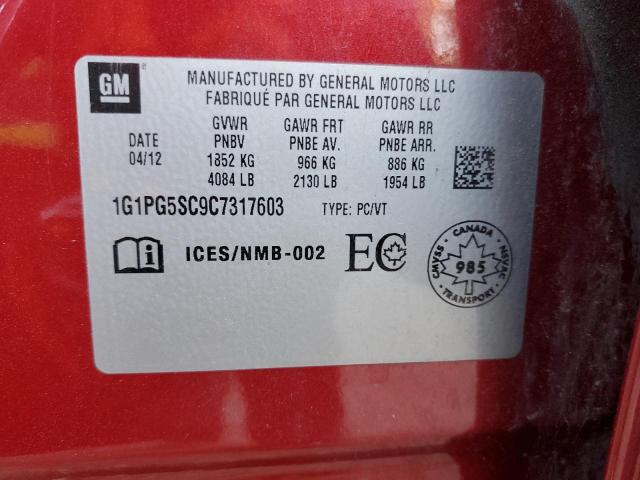 GM
MANUFACTURED BY GENERAL MOTORS LLC
FABRIQUÉ PAR GENERAL MOTORS LLC
GVWR GAWR FRT GAWR RR
DATE PNBV PNBE AV. PNBE ARR.
04/12 1852 KG 966 KG 886 KG
4084 LB 2130 LB 1954 LB
1G1PG5SC9C7317603 TYPE: PC/VT
i ICES/NMB-002 EC
CANADA
CMVSS 985 NSVAC
TRANSPORT